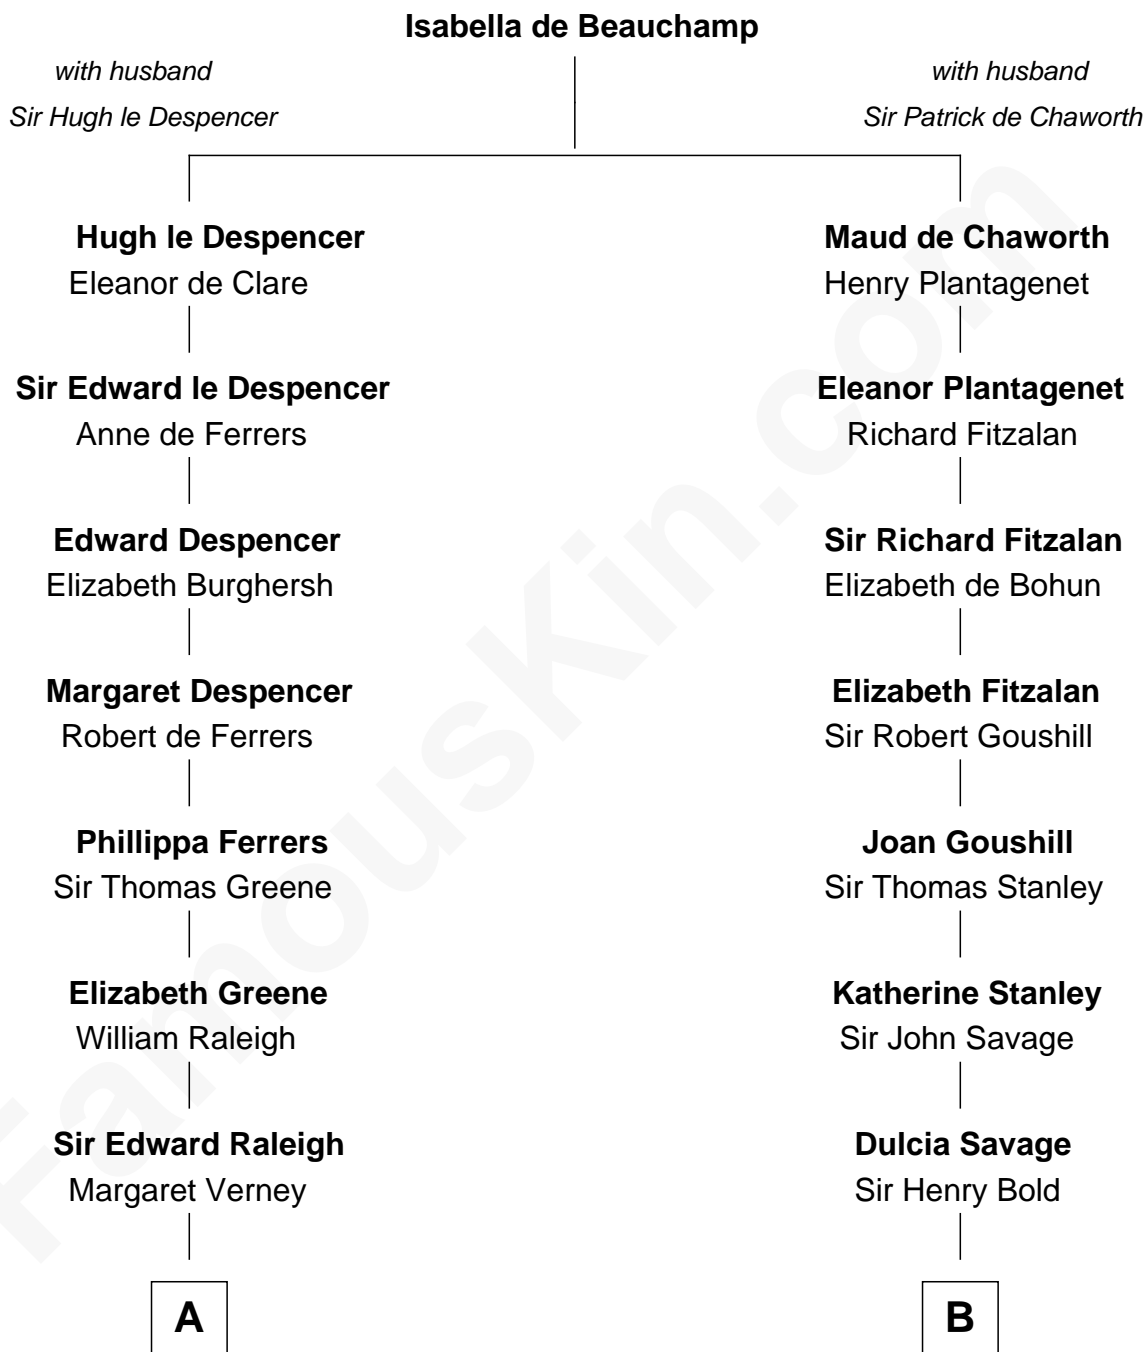 Isabella de Beauchamp
with husband with husband
Sir Hugh le Despencer Sir Patrick de Chaworth
Hugh le Despencer Maud de Chaworth
Eleanor de Clare Henry Plantagenet
Sir Edward le Despencer Eleanor Plantagenet
Anne de Ferrers Richard Fitzalan
Edward Despencer Sir Richard Fitzalan
Elizabeth Burghersh Elizabeth de Bohun
Margaret Despencer Elizabeth Fitzalan
Robert de Ferrers Sir Robert Goushill
Phillippa Ferrers Joan Goushill
Sir Thomas Greene Sir Thomas Stanley
Elizabeth Greene Katherine Stanley
William Raleigh Sir John Savage
Sir Edward Raleigh Dulcia Savage
Margaret Verney Sir Henry Bold
A B
FamousKin.com